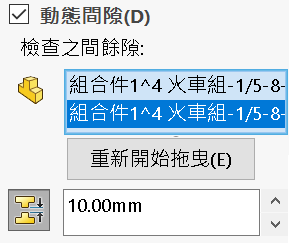 動態間隙(D)
檢查之間餘隙:
組合件1^4 火車組-1/5-8-
組合件1^4 火車組-1/5-8-
重新開始拖曳(E)
10.00mm